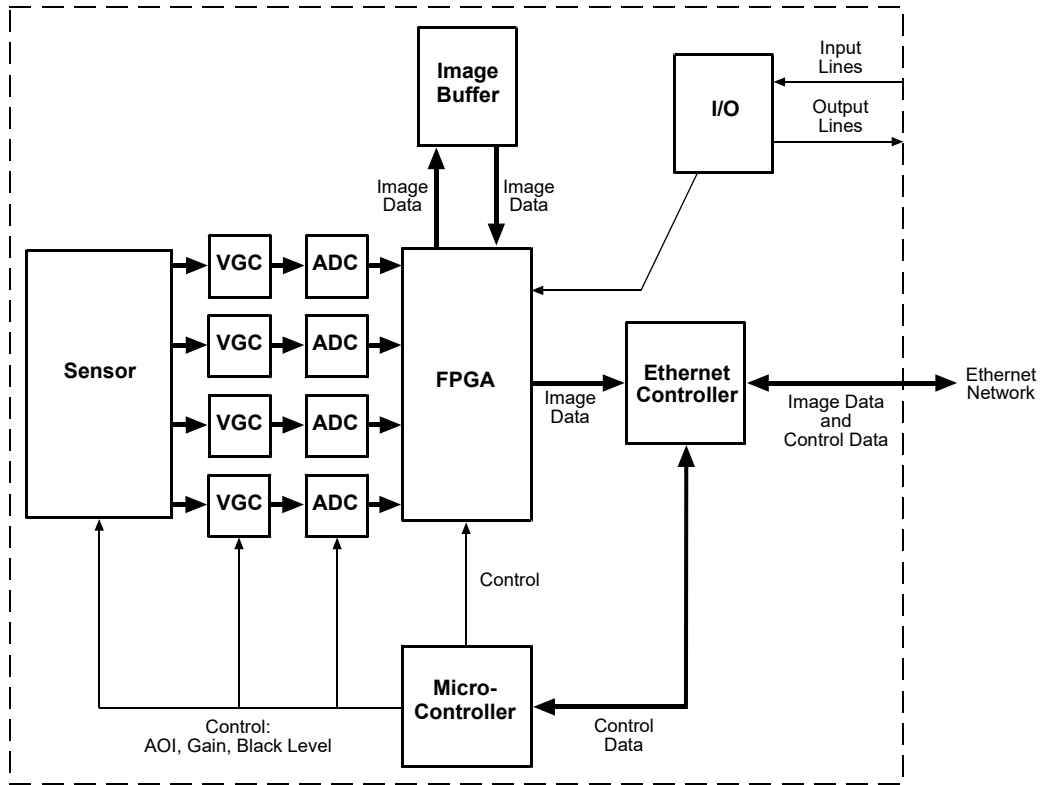 Image
Buffer
I/O
Input
Lines
Output
Lines
Image
Data
Image
Data
VGC
ADC
VGC
ADC
VGC
ADC
VGC
ADC
Sensor
FPGA
Image
Data
Ethernet
Controller
Image Data
and
Control Data
Ethernet
Network
Control
Micro-
Controller
Control:
AOI, Gain, Black Level
Control
Data